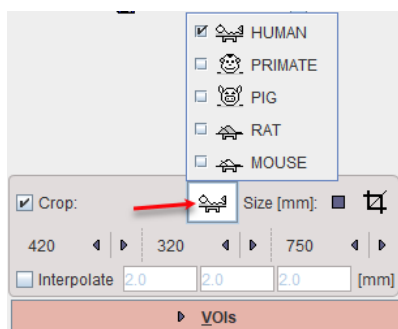 HUMAN
PRIMATE
PIG
RAT
MOUSE
Crop: Size [mm]:
420 320 750
Interpolate 2.0 2.0 2.0 [mm]
VOIs